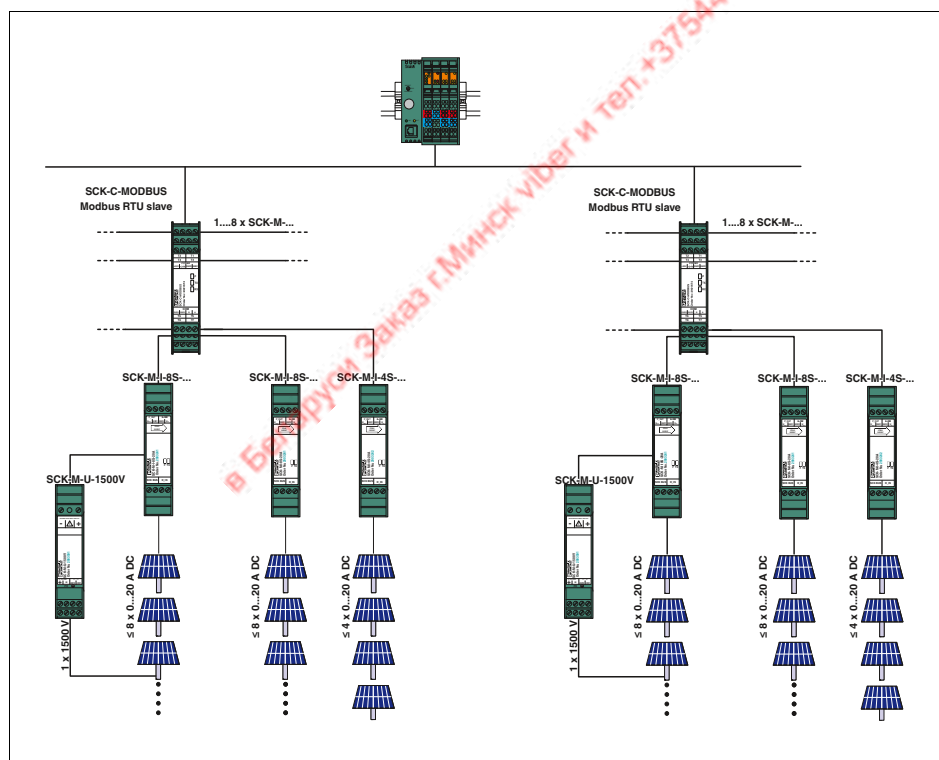 SCK-C-MODBUS
Modbus RTU slave
1....8 x SCK-M-...
SCK-C-MODBUS
Modbus RTU slave
1....8 x SCK-M-...
SCK-M-I-8S-...
SCK-M-I-8S-...
SCK-M-I-4S-...
SCK-M-I-8S-...
SCK-M-I-8S-...
SCK-M-I-4S-...
SCK-M-U-1500V
SCK-M-U-1500V
1 x 1500 V
≤ 8 x 0...20 A DC
≤ 8 x 0...20 A DC
≤ 4 x 0...20 A DC
1 x 1500 V
≤ 8 x 0...20 A DC
≤ 8 x 0...20 A DC
≤ 4 x 0...20 A DC
в Беларуси Заказ г.Минск viber и тел.+37544